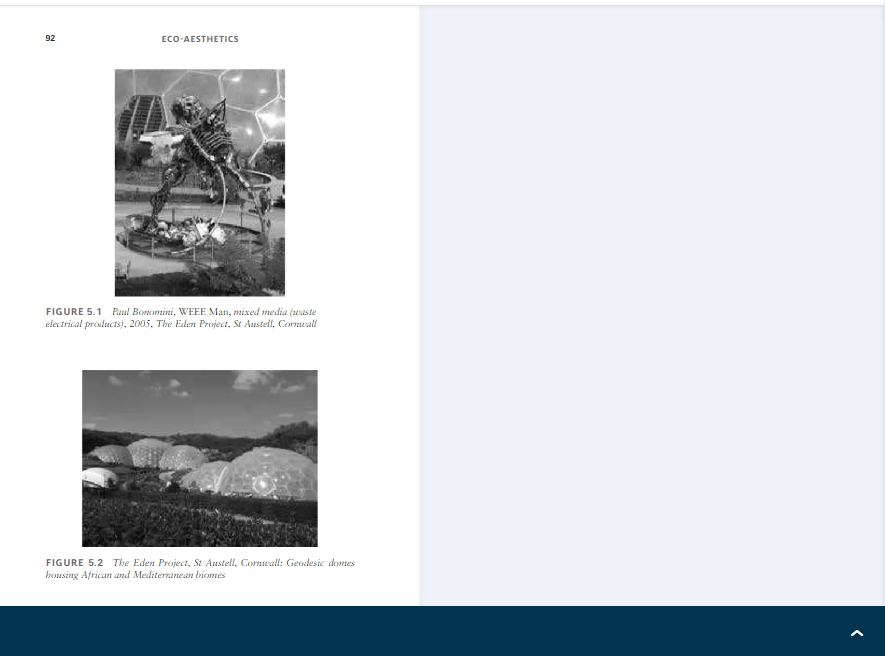 92
ECO-AESTHETICS
FIGURE 5.1 Paul Bonomini, WEEE Man, mixed media (waste
electrical products), 2005, The Eden Project, St Austell, Cornwall
FIGURE 5.2 The Eden Project, St Austell, Cornwall: Geodesic domes
housing African and Mediterranean biomes